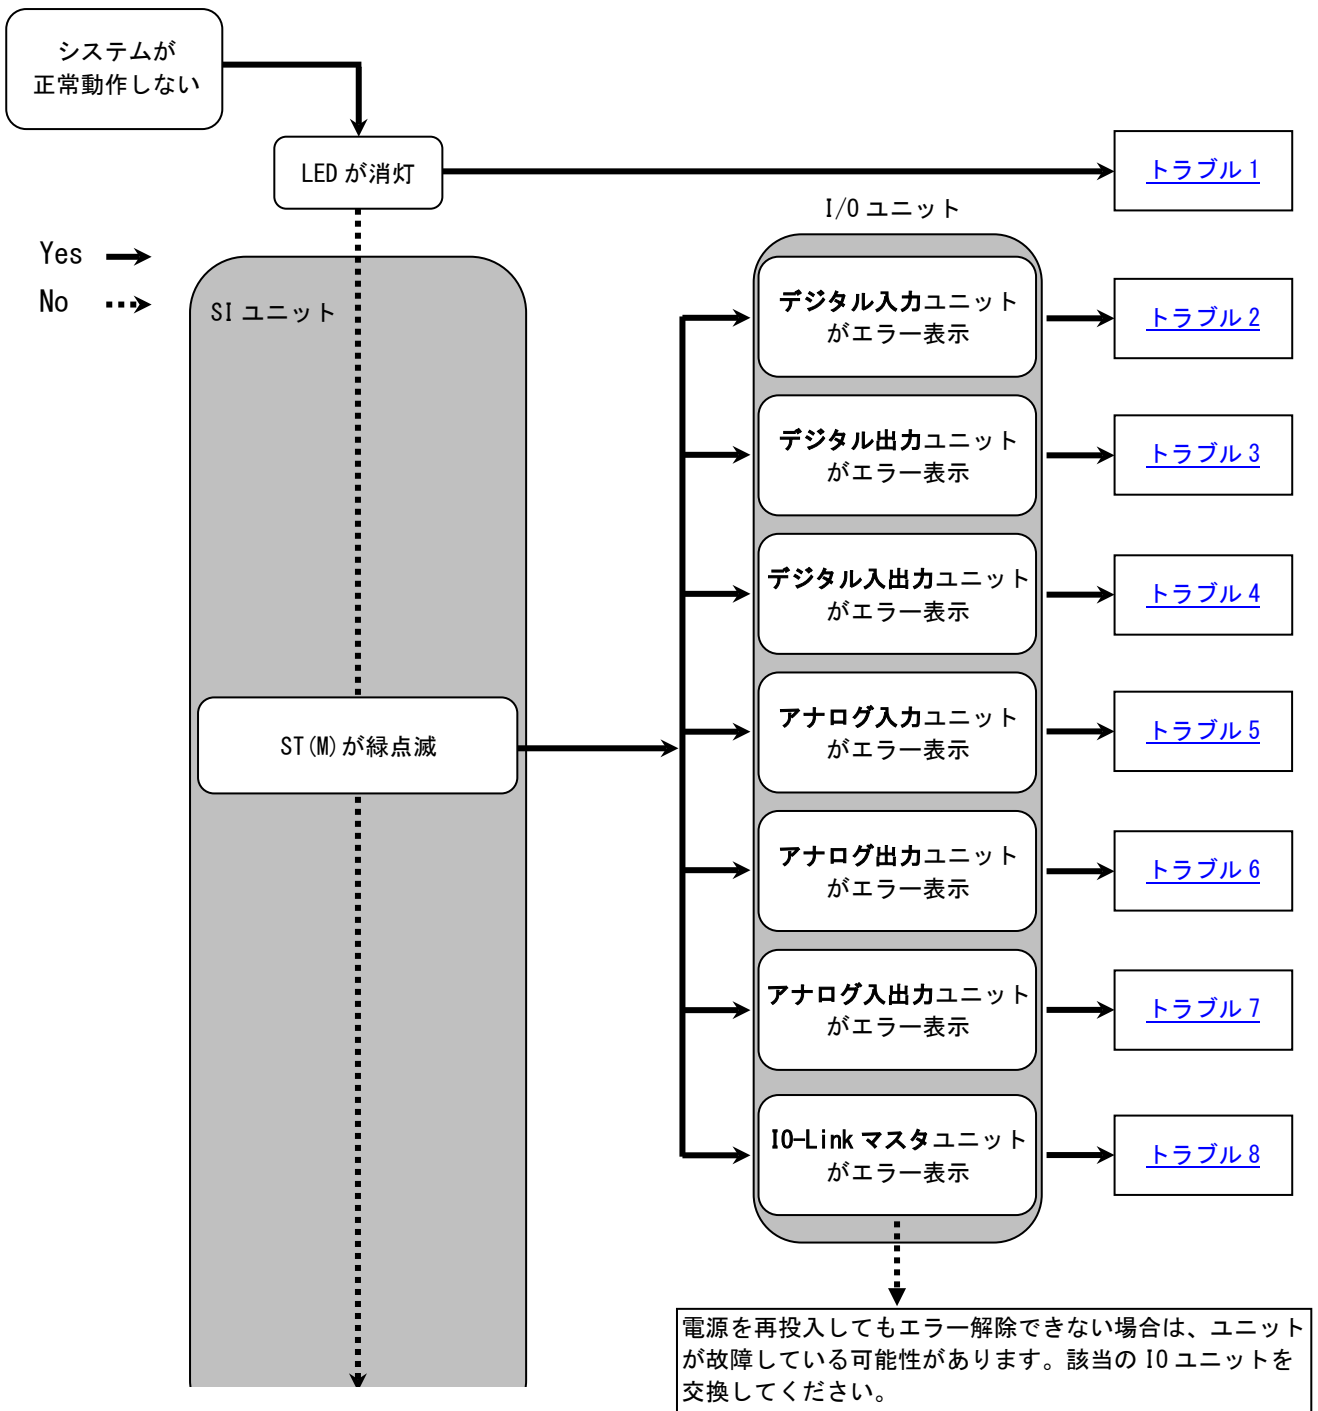 システムが
正常動作しない
LED が消灯
トラブル 1
I/O ユニット
Yes
No
SI ユニット
デジタル入力ユニット
がエラー表示
トラブル 2
デジタル出力ユニット
がエラー表示
トラブル 3
デジタル入出力ユニット
がエラー表示
トラブル 4
ST(M)が緑点滅
アナログ入力ユニット
がエラー表示
トラブル 5
アナログ出力ユニット
がエラー表示
トラブル 6
アナログ入出力ユニット
がエラー表示
トラブル 7
IO-Link マスタユニット
がエラー表示
トラブル 8
電源を再投入してもエラー解除できない場合は、ユニット
が故障している可能性があります。該当の IO ユニットを
交換してください。